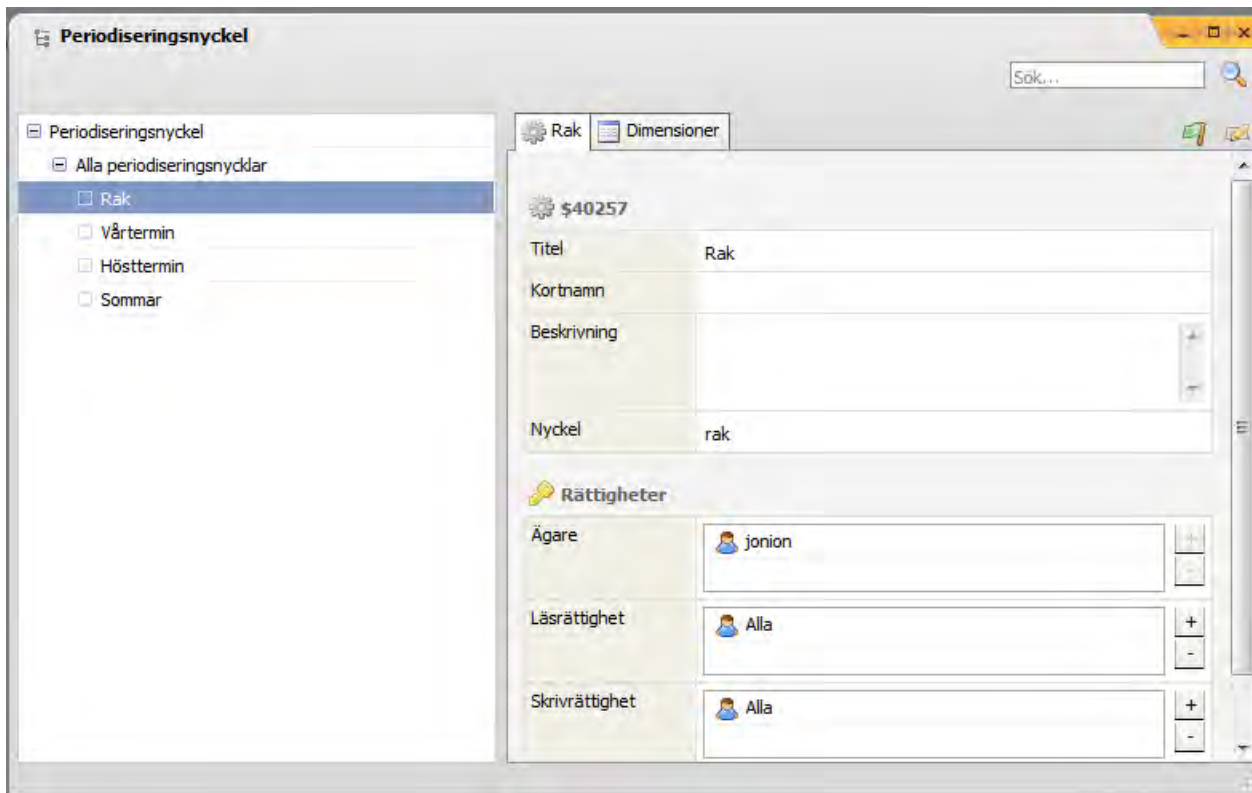 Periodiseringsnyckel
Sök...
Periodiseringsnyckel
Alla periodiseringsnycklar
Rak
Vårtermin
Hösttermin
Sommar
Rak Dimensioner
$40257
Titel Rak
Kortnamn
Beskrivning
Nyckel rak
Rättigheter
Ägare jonion
Läsrättighet Alla
Skrivrättighet Alla